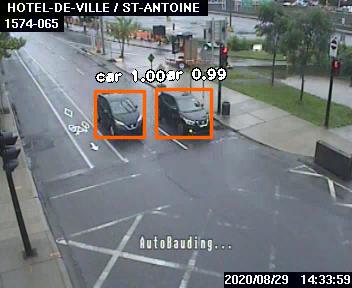 HOTEL-DE-VILLE / ST-ANTOINE
1574-065
car 1.00
ar 0.99
AutoBauding...
2020/08/29 14:33:59